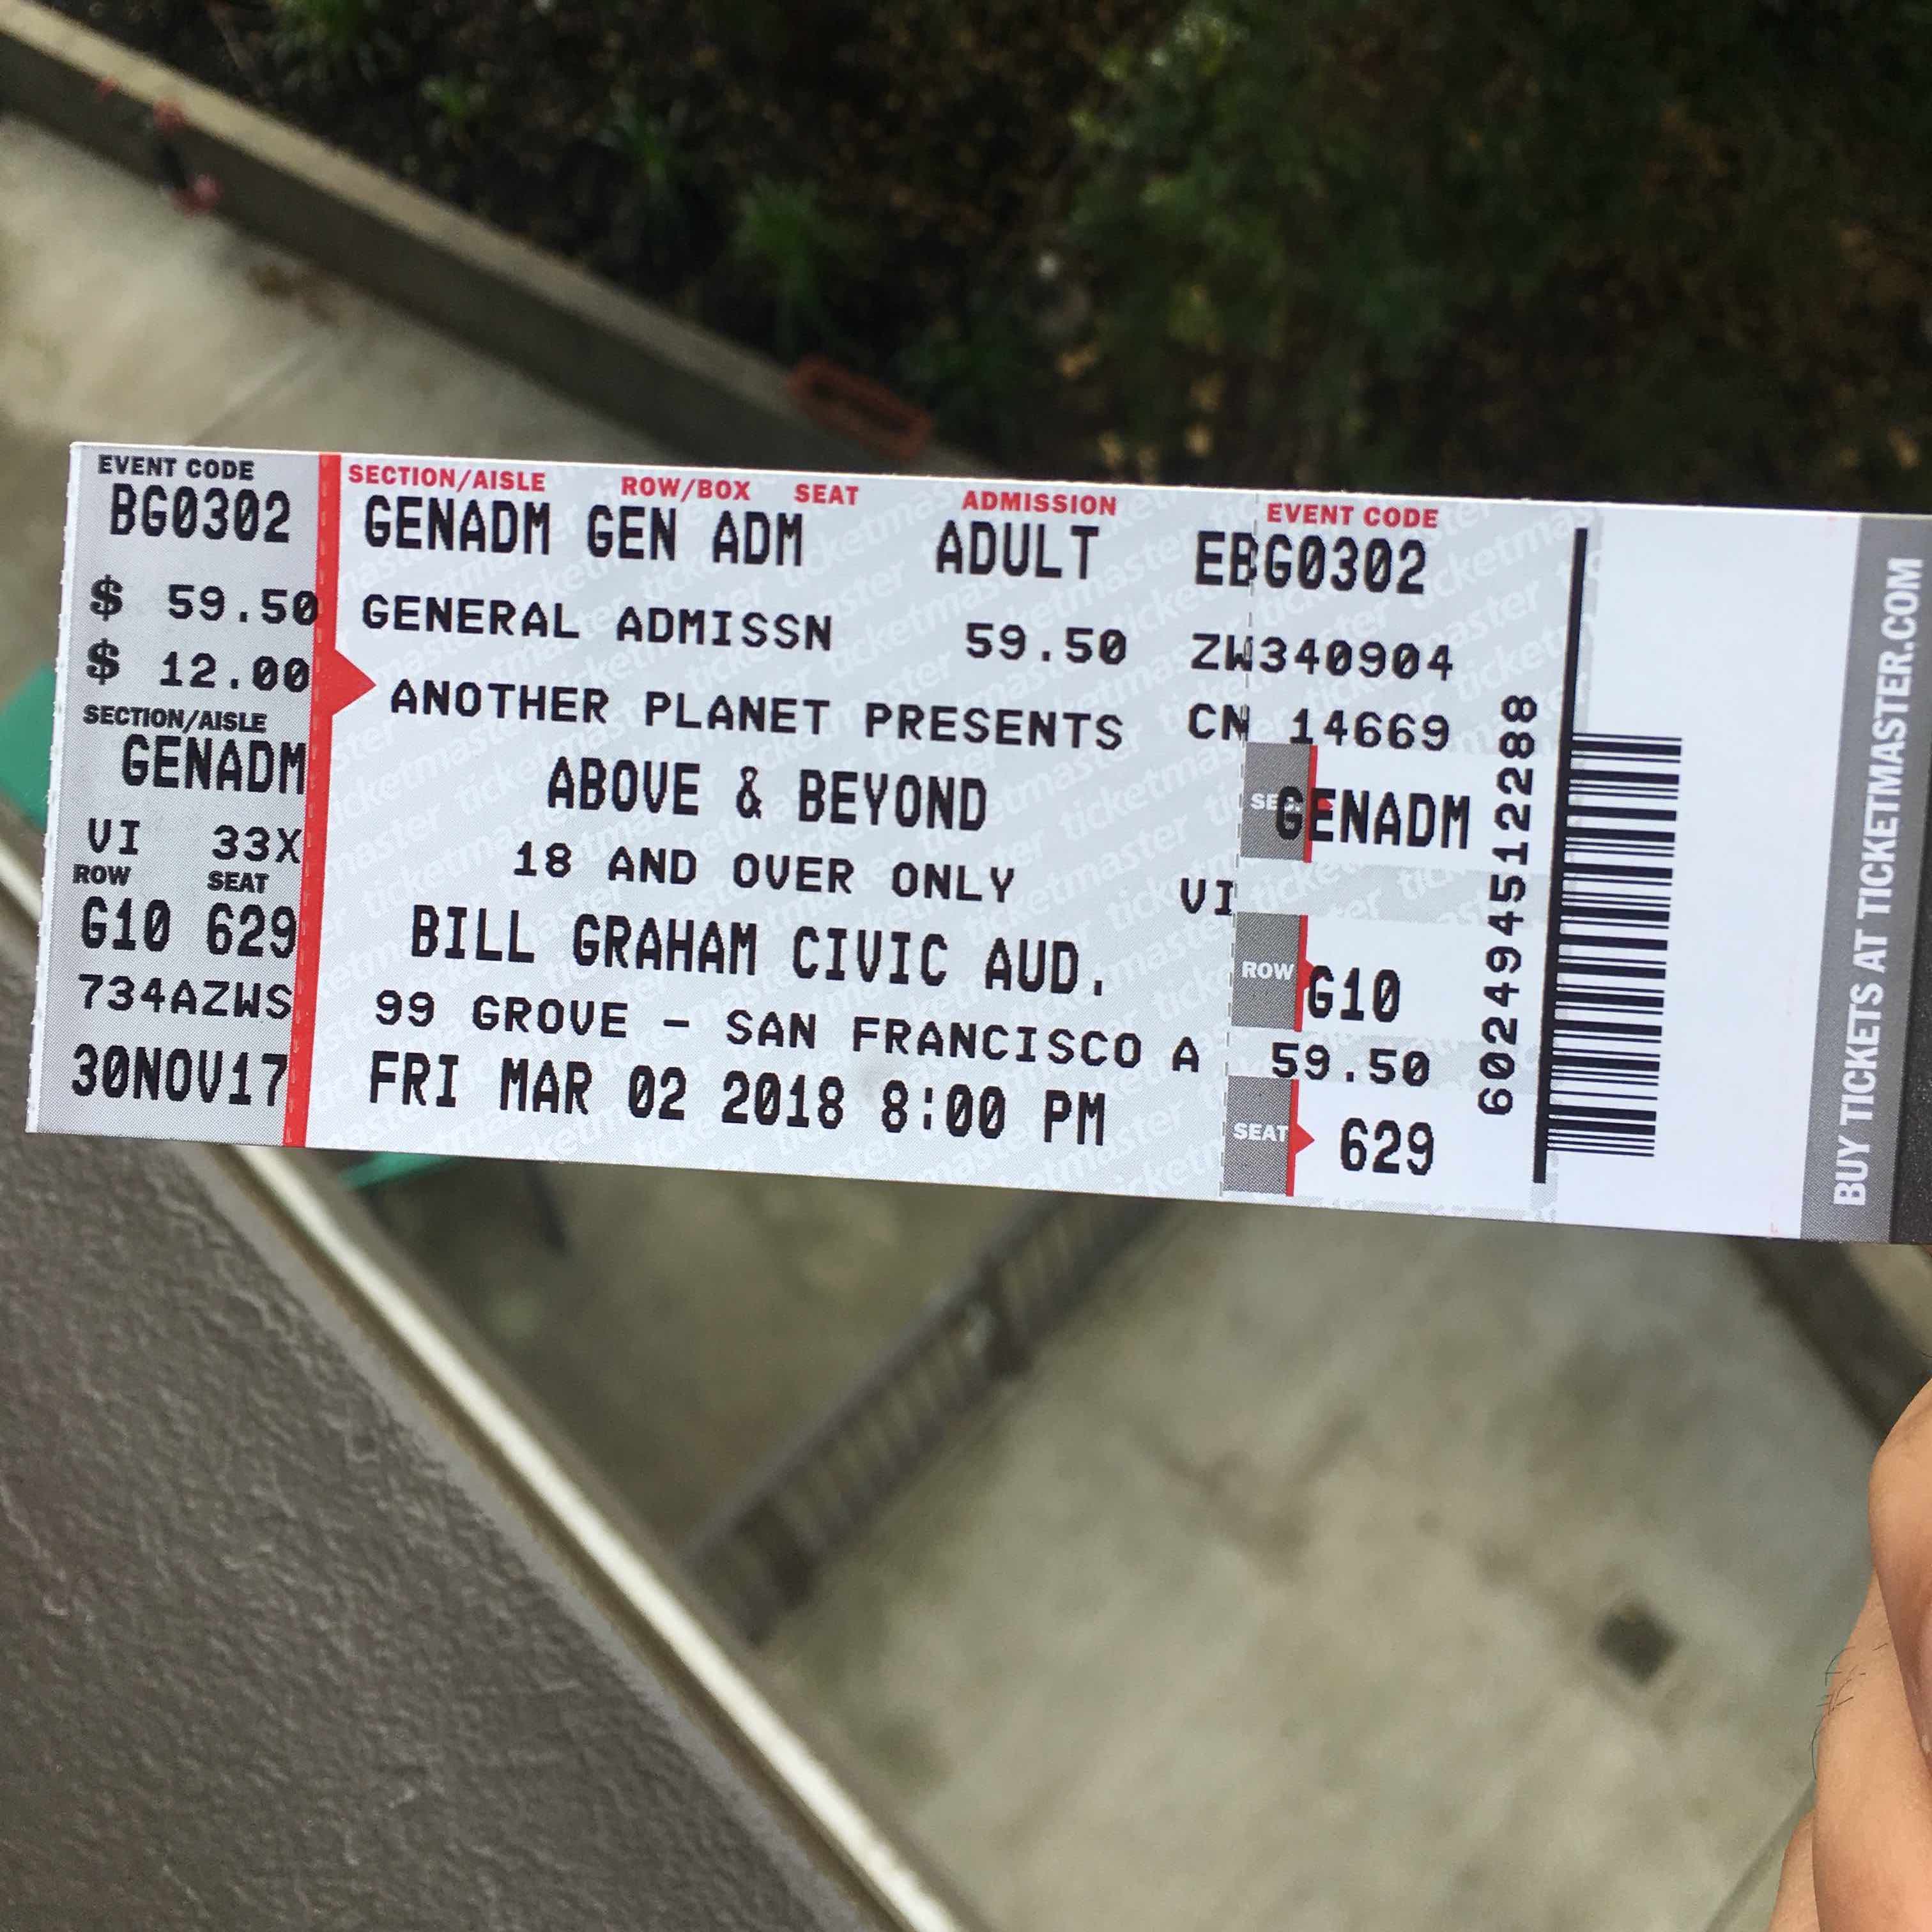 EVENT CODE
BG0302
$ 59.50
$ 12.00
SECTION/AISLE
GENADM
VI 33X
ROW SEAT
G10 629
734AZWS
30NOV17
SECTION/AISLE ROW/BOX SEAT ADMISSION
GENADM GEN ADM ADULT
GENERAL ADMISSN 59.50
ANOTHER PLANET PRESENTS
ABOVE & BEYOND
18 AND OVER ONLY
BILL GRAHAM CIVIC AUD.
99 GROVE - SAN FRANCISCO A
FRI MAR 02 2018 8:00 PM
EVENT CODE
EBG0302
ZW340904
CN 14669
SEC. GENADM
VI
ROW G10
59.50
SEAT 629
602494512288
BUY TICKETS AT TICKETMASTER.COM